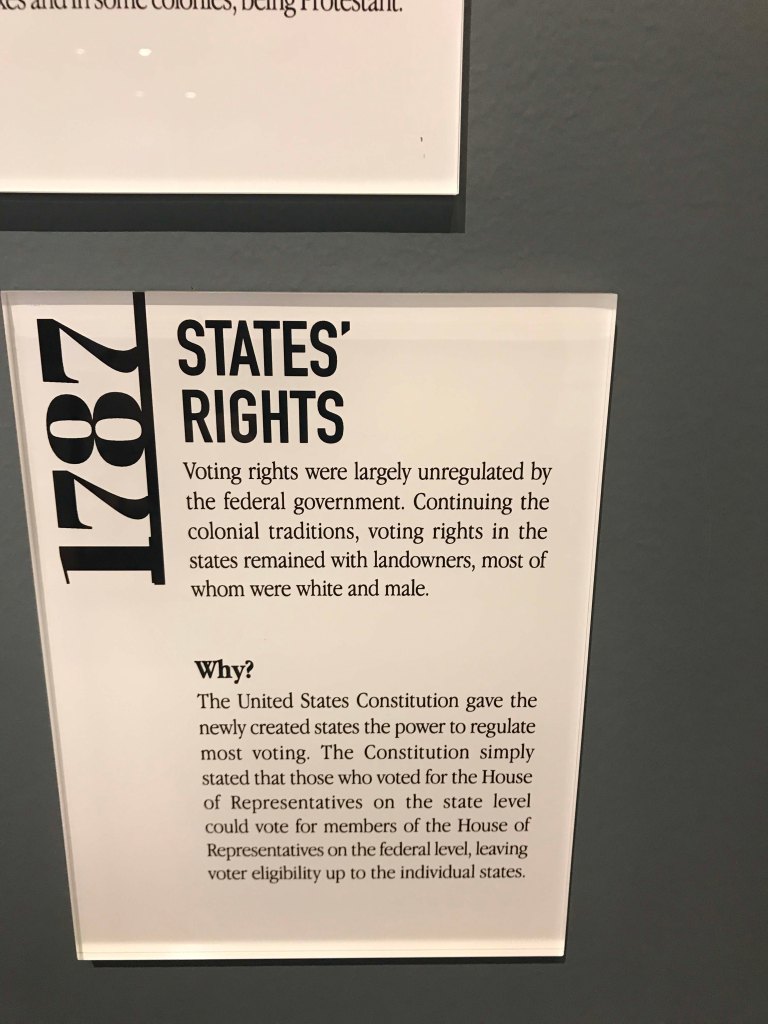 and in some colonies, being Protestant.
1787
STATES'
RIGHTS
Voting rights were largely unregulated by
the federal government. Continuing the
colonial traditions, voting rights in the
states remained with landowners, most of
whom were white and male.
Why?
The United States Constitution gave the
newly created states the power to regulate
most voting. The Constitution simply
stated that those who voted for the House
of Representatives on the state level
could vote for members of the House of
Representatives on the federal level, leaving
voter eligibility up to the individual states.